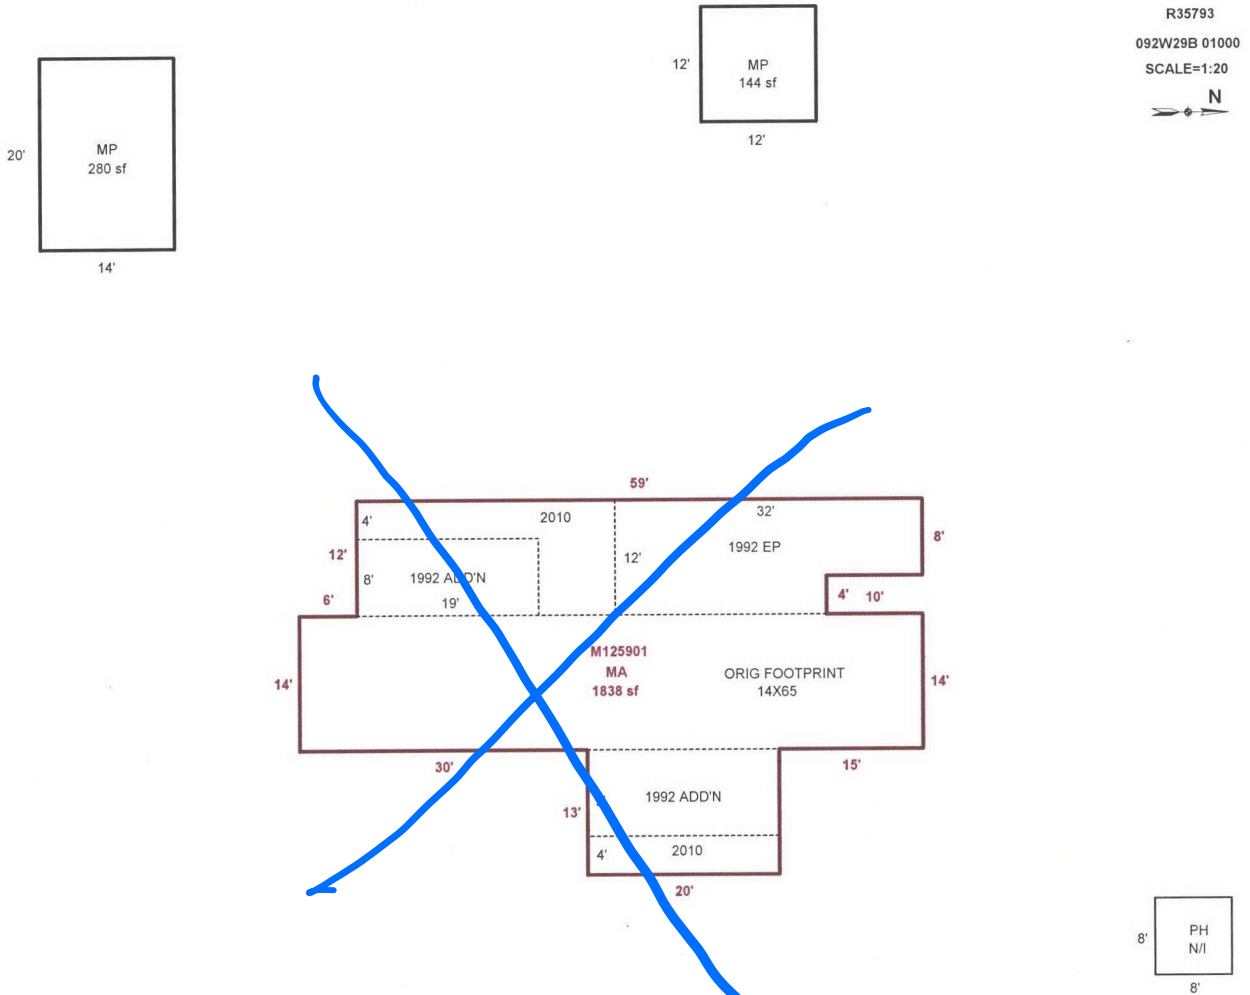 R35793
092W29B 01000
SCALE=1:20
N
12'
MP
144 sf
12'
20'
MP
280 sf
14'
59'
4'
2010
32'
8'
12'
8'
1992 ADD'N
19'
12'
1992 EP
6'
4'
10'
14'
M125901
MA
1838 sf
ORIG FOOTPRINT
14X65
14'
30'
15'
13'
1992 ADD'N
4'
2010
20'
8'
PH
N/I
8'